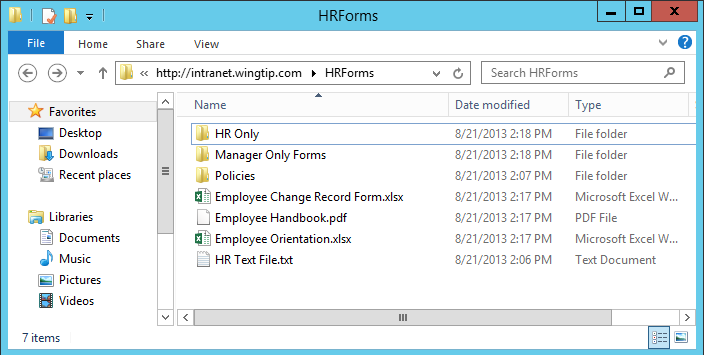 HRForms
File Home Share View
« http://intranet.wingtip.com HRForms Search HRForms
Favorites
Desktop
Downloads
Recent places
Libraries
Documents
Music
Pictures
Videos
Name Date modified Type
HR Only 8/21/2013 2:18 PM File folder
Manager Only Forms 8/21/2013 2:18 PM File folder
Policies 8/21/2013 2:07 PM File folder
Employee Change Record Form.xlsx 8/21/2013 2:17 PM Microsoft Excel W...
Employee Handbook.pdf 8/21/2013 2:17 PM PDF File
Employee Orientation.xlsx 8/21/2013 2:17 PM Microsoft Excel W...
HR Text File.txt 8/21/2013 2:06 PM Text Document
7 items